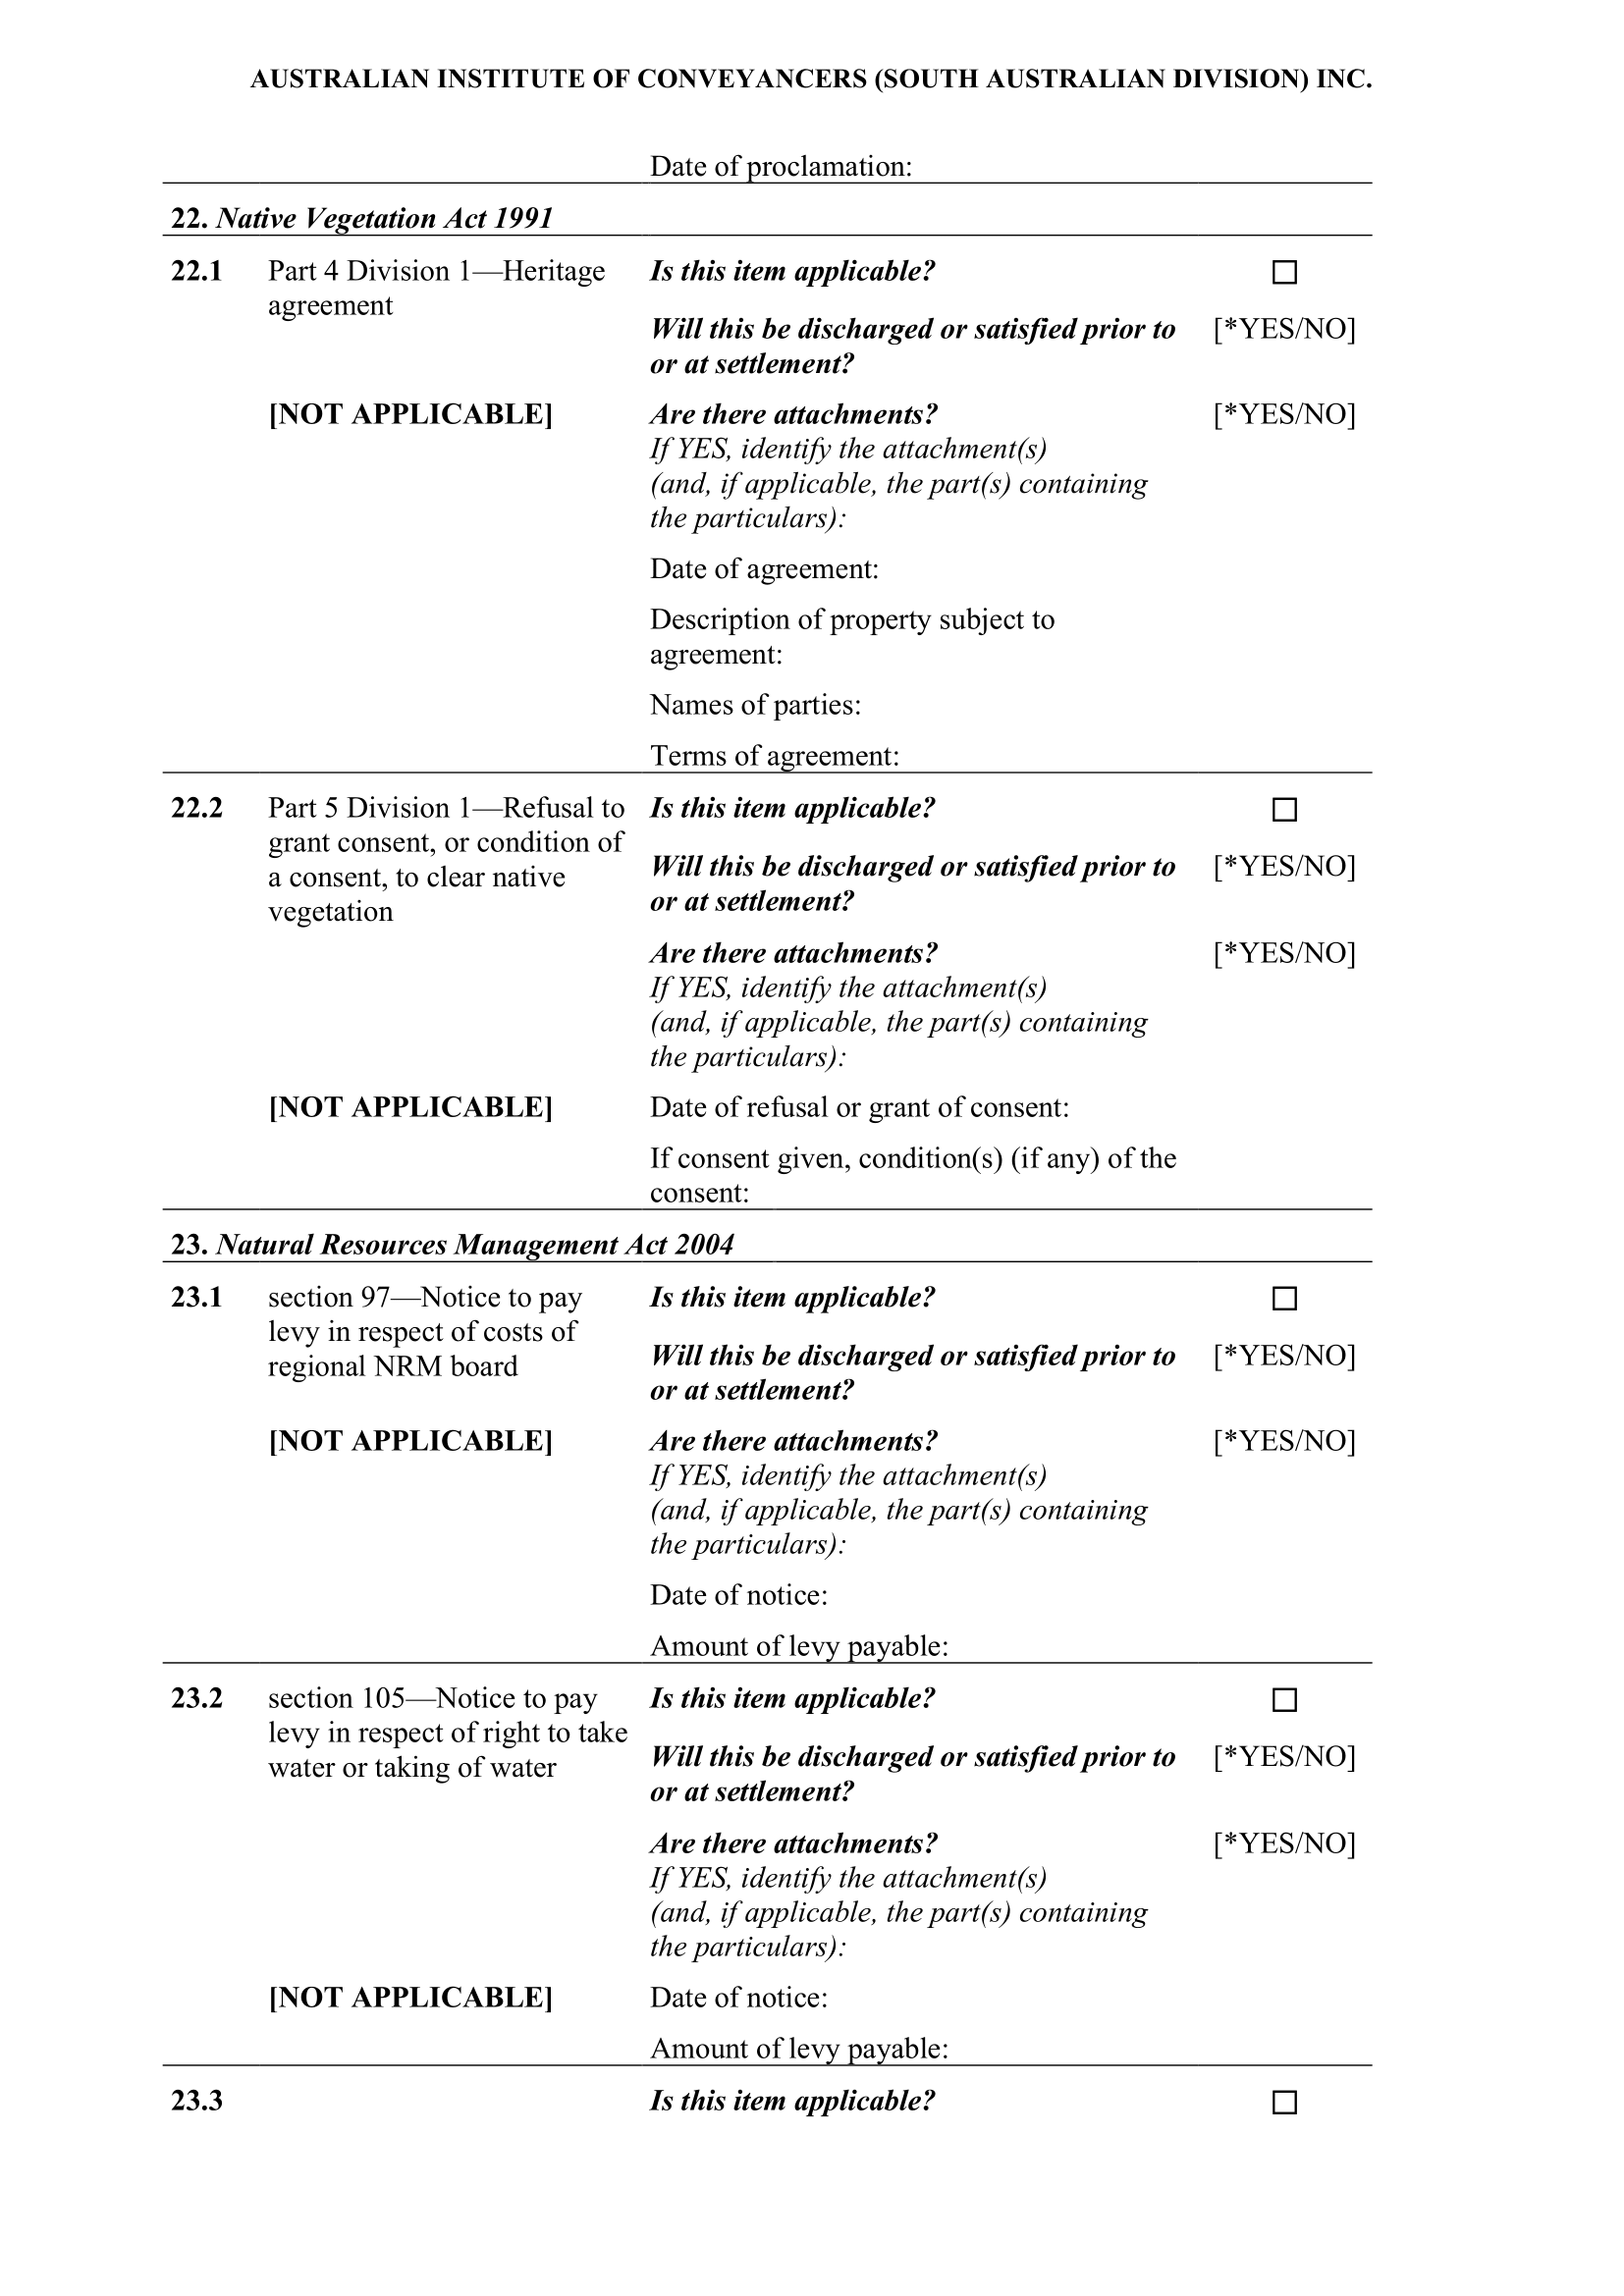 AUSTRALIAN INSTITUTE OF CONVEYANCERS (SOUTH AUSTRALIAN DIVISION) INC.
Date of proclamation:
22. Native Vegetation Act 1991
22.1 Part 4 Division 1—Heritage Is this item applicable? ☐
agreement
Will this be discharged or satisfied prior to [*YES/NO]
or at settlement?
[NOT APPLICABLE] Are there attachments? [*YES/NO]
If YES, identify the attachment(s)
(and, if applicable, the part(s) containing
the particulars):
Date of agreement:
Description of property subject to
agreement:
Names of parties:
Terms of agreement:
22.2 Part 5 Division 1—Refusal to Is this item applicable? ☐
grant consent, or condition of
a consent, to clear native Will this be discharged or satisfied prior to [*YES/NO]
vegetation or at settlement?
Are there attachments? [*YES/NO]
If YES, identify the attachment(s)
(and, if applicable, the part(s) containing
the particulars):
[NOT APPLICABLE] Date of refusal or grant of consent:
If consent given, condition(s) (if any) of the
consent:
23. Natural Resources Management Act 2004
23.1 section 97—Notice to pay Is this item applicable? ☐
levy in respect of costs of
regional NRM board Will this be discharged or satisfied prior to [*YES/NO]
or at settlement?
[NOT APPLICABLE] Are there attachments? [*YES/NO]
If YES, identify the attachment(s)
(and, if applicable, the part(s) containing
the particulars):
Date of notice:
Amount of levy payable:
23.2 section 105—Notice to pay Is this item applicable? ☐
levy in respect of right to take
water or taking of water Will this be discharged or satisfied prior to [*YES/NO]
or at settlement?
Are there attachments? [*YES/NO]
If YES, identify the attachment(s)
(and, if applicable, the part(s) containing
the particulars):
[NOT APPLICABLE] Date of notice:
Amount of levy payable:
23.3 Is this item applicable? ☐